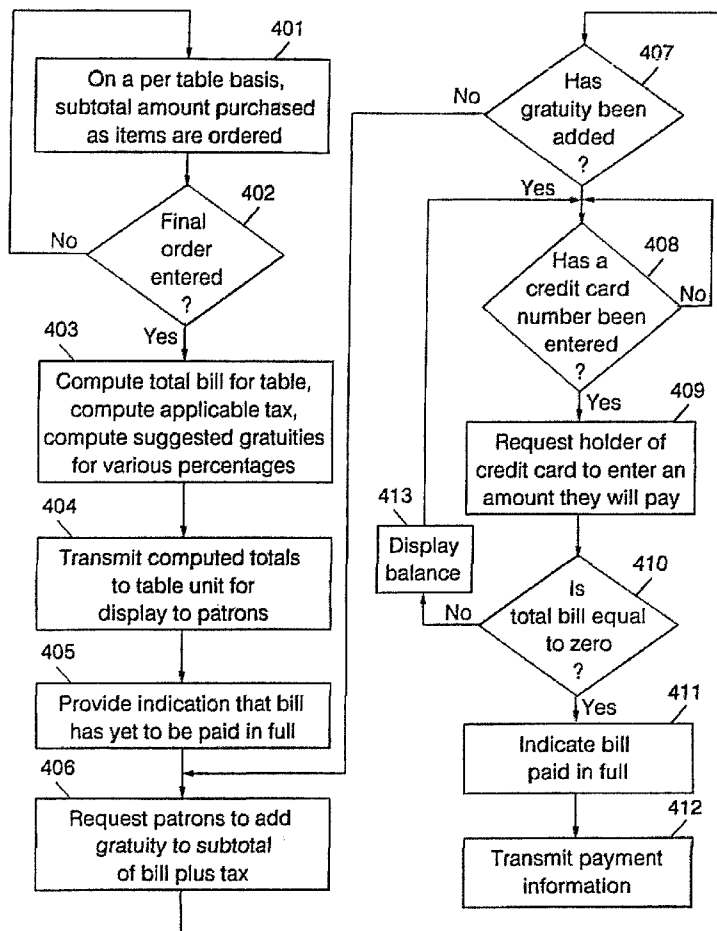 401
On a per table basis,
subtotal amount purchased
as items are ordered
402
Final
order
entered
?
No
Yes
403
Compute total bill for table,
compute applicable tax,
compute suggested gratuities
for various percentages
404
Transmit computed totals
to table unit for
display to patrons
405
Provide indication that bill
has yet to be paid in full
406
Request patrons to add
gratuity to subtotal
of bill plus tax
407
Has
gratuity been
added
?
No
Yes
408
Has a
credit card
number been
entered
?
No
Yes
409
Request holder of
credit card to enter an
amount they will pay
410
Is
total bill equal
to zero
?
No
413
Display
balance
Yes
411
Indicate bill
paid in full
412
Transmit payment
information